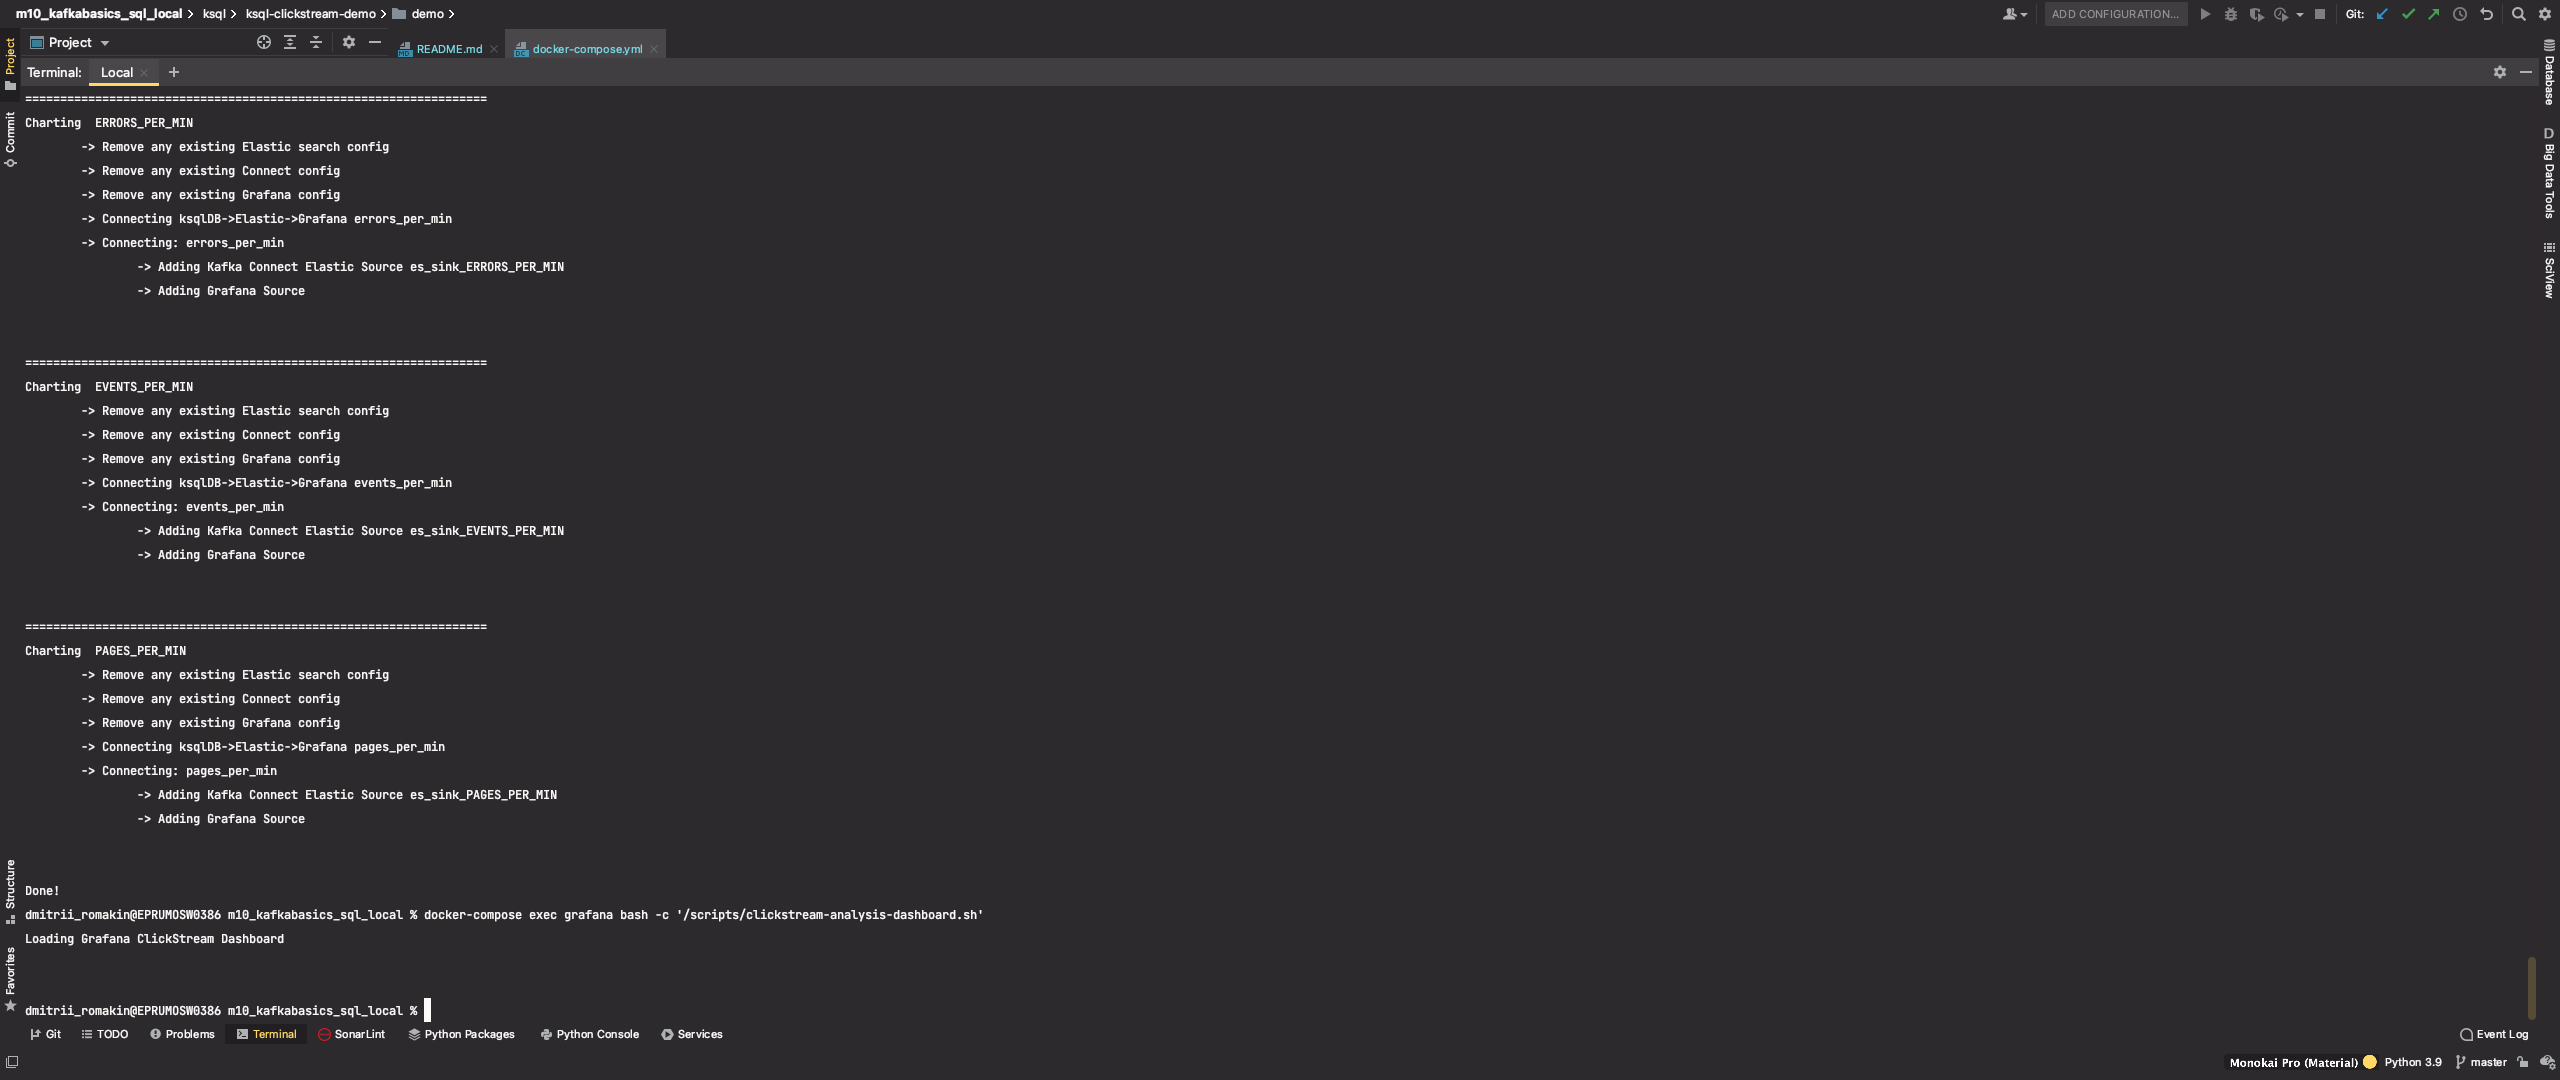 m10_kafkabasics_sql_local > ksql > ksql-clickstream-demo > demo >
ADD CONFIGURATION...
Git:
Project
README.md
docker-compose.yml
Terminal: Local
=================================================================
Charting  ERRORS_PER_MIN
-> Remove any existing Elastic search config
-> Remove any existing Connect config
-> Remove any existing Grafana config
-> Connecting ksqlDB->Elastic->Grafana errors_per_min
-> Connecting: errors_per_min
-> Adding Kafka Connect Elastic Source es_sink_ERRORS_PER_MIN
-> Adding Grafana Source
=================================================================
Charting  EVENTS_PER_MIN
-> Remove any existing Elastic search config
-> Remove any existing Connect config
-> Remove any existing Grafana config
-> Connecting ksqlDB->Elastic->Grafana events_per_min
-> Connecting: events_per_min
-> Adding Kafka Connect Elastic Source es_sink_EVENTS_PER_MIN
-> Adding Grafana Source
=================================================================
Charting  PAGES_PER_MIN
-> Remove any existing Elastic search config
-> Remove any existing Connect config
-> Remove any existing Grafana config
-> Connecting ksqlDB->Elastic->Grafana pages_per_min
-> Connecting: pages_per_min
-> Adding Kafka Connect Elastic Source es_sink_PAGES_PER_MIN
-> Adding Grafana Source
Done!
dmitrii_romakin@EPRUMOSW0386 m10_kafkabasics_sql_local % docker-compose exec grafana bash -c '/scripts/clickstream-analysis-dashboard.sh'
Loading Grafana ClickStream Dashboard
dmitrii_romakin@EPRUMOSW0386 m10_kafkabasics_sql_local %
Project
Commit
Structure
Favorites
Database
D Big Data Tools
SciView
Git
TODO
Problems
Terminal
SonarLint
Python Packages
Python Console
Services
Event Log
Monokai Pro (Material)
Python 3.9
master